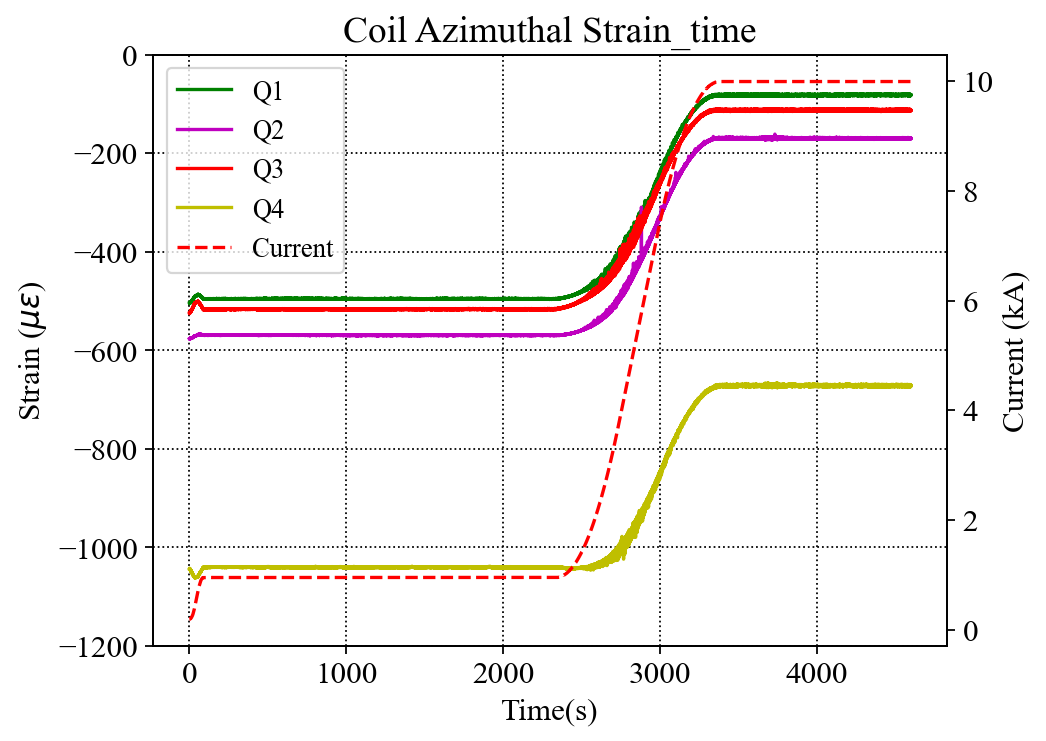 Coil Azimuthal Strain_time
Q1
Q2
Q3
Q4
Current
0
−200
−400
−600
−800
−1000
−1200
Strain (με)
10
8
6
4
2
0
Current (kA)
0 1000 2000 3000 4000
Time(s)